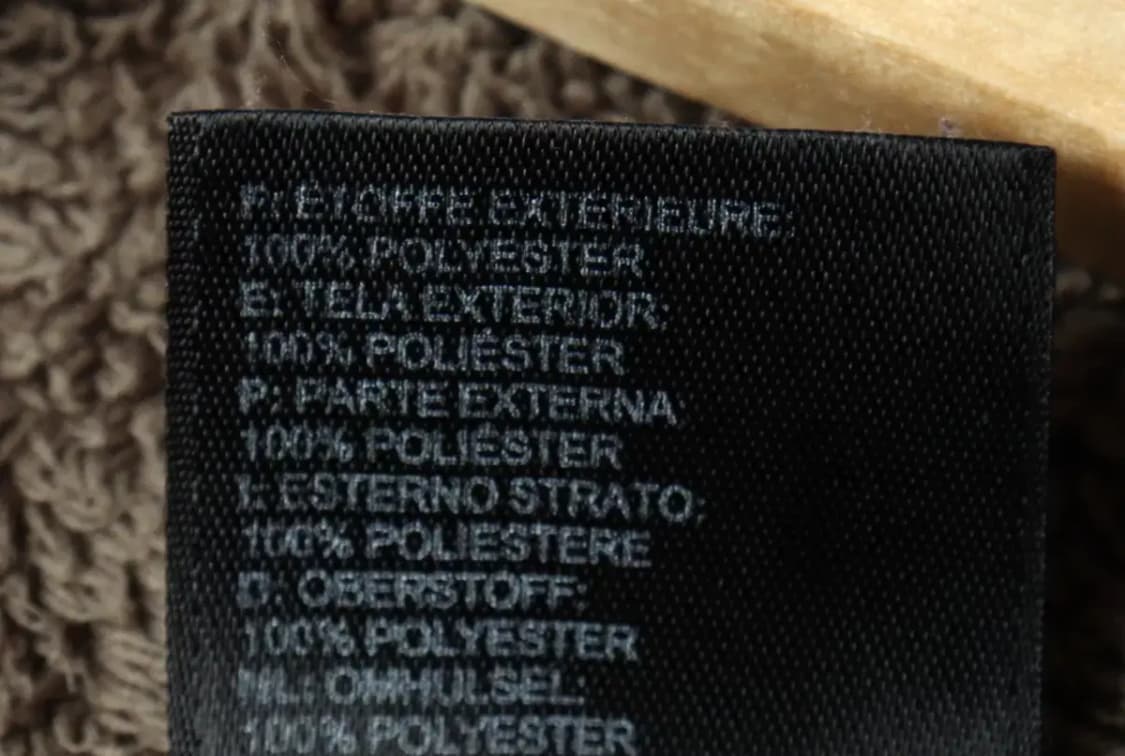 F: ÉTOFFE EXTÉRIEURE:
100% POLYESTER
E: TELA EXTERIOR:
100% POLIÉSTER
P: PARTE EXTERNA
100% POLIÉSTER
I: ESTERNO STRATO:
100% POLIESTERE
D: OBERSTOFF:
100% POLYESTER
NL: OMHULSEL:
100% POLYESTER